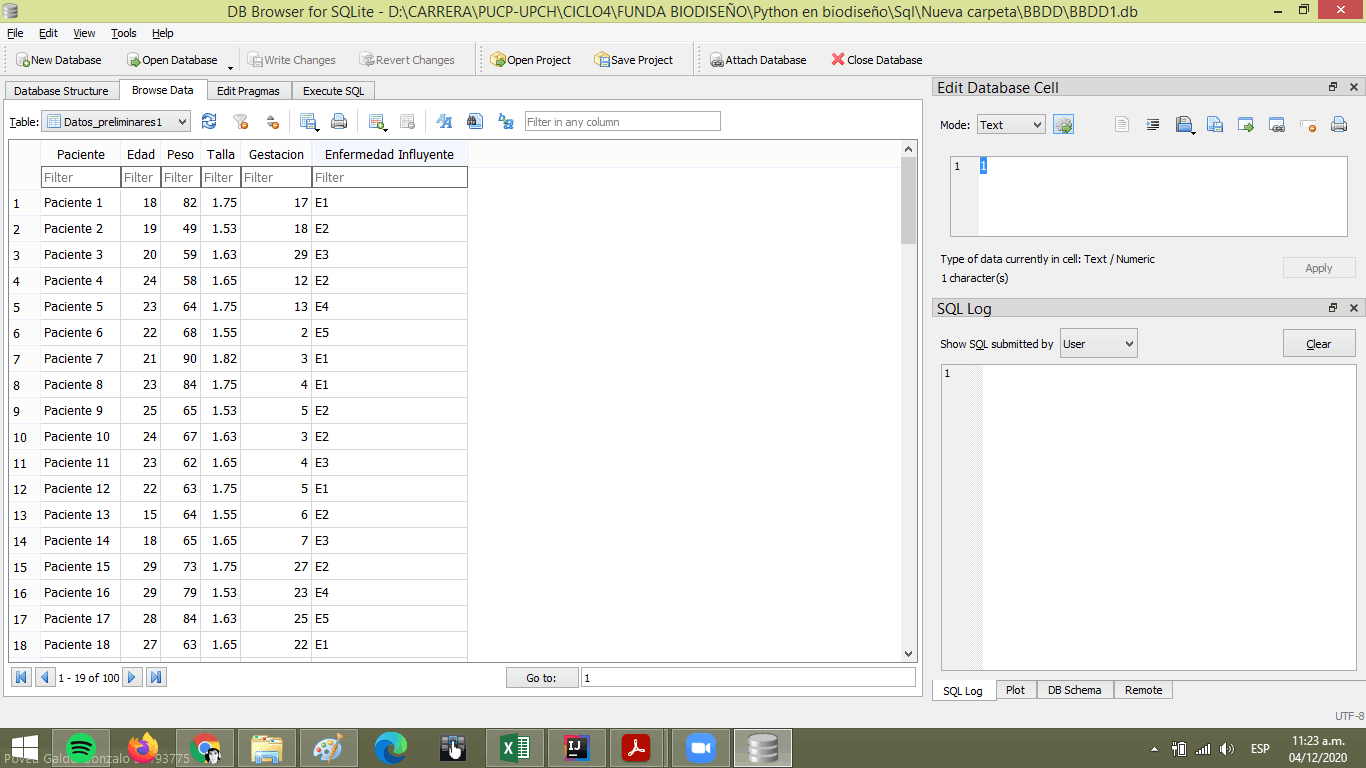 DB Browser for SQLite - D:\CARRERA\PUCP-UPCH\CICLO4\FUNDA BIODISEÑO\Python en biodiseño\Sql\Nueva carpeta\BBDD\BBDD1.db
File Edit View Tools Help
New Database Open Database Write Changes Revert Changes Open Project Save Project Attach Database Close Database
Database Structure Browse Data Edit Pragmas Execute SQL
Table: Datos_preliminares1 Filter in any column
Paciente Edad Peso Talla Gestacion Enfermedad Influyente
Filter Filter Filter Filter Filter Filter
1 Paciente 1 18 82 1.75 17 E1
2 Paciente 2 19 49 1.53 18 E2
3 Paciente 3 20 59 1.63 29 E3
4 Paciente 4 24 58 1.65 12 E2
5 Paciente 5 23 64 1.75 13 E4
6 Paciente 6 22 68 1.55 2 E5
7 Paciente 7 21 90 1.82 3 E1
8 Paciente 8 23 84 1.75 4 E1
9 Paciente 9 25 65 1.53 5 E2
10 Paciente 10 24 67 1.63 3 E2
11 Paciente 11 23 62 1.65 4 E3
12 Paciente 12 22 63 1.75 5 E1
13 Paciente 13 15 64 1.55 6 E2
14 Paciente 14 18 65 1.65 7 E3
15 Paciente 15 29 73 1.75 27 E2
16 Paciente 16 29 79 1.53 23 E4
17 Paciente 17 28 84 1.63 25 E5
18 Paciente 18 27 63 1.65 22 E1
1 - 19 of 100 Go to: 1
Edit Database Cell
Mode: Text
1 1
Type of data currently in cell: Text / Numeric
1 character(s)
Apply
SQL Log
Show SQL submitted by User Clear
1
SQL Log Plot DB Schema Remote
UTF-8
ESP
11:23 a.m.
04/12/2020